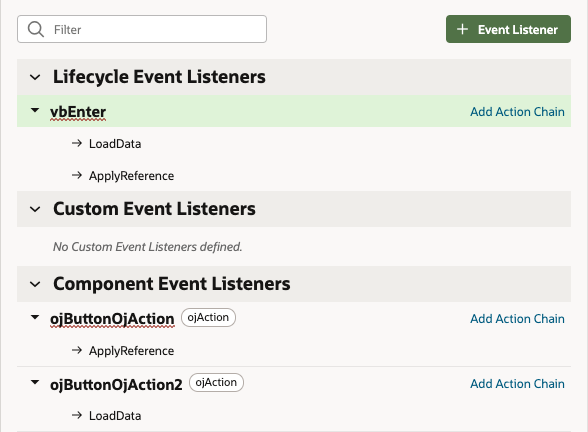 Filter
+ Event Listener
Lifecycle Event Listeners
vbEnter Add Action Chain
→ LoadData
→ ApplyReference
Custom Event Listeners
No Custom Event Listeners defined.
Component Event Listeners
ojButtonOjAction ojAction Add Action Chain
→ ApplyReference
ojButtonOjAction2 ojAction Add Action Chain
→ LoadData